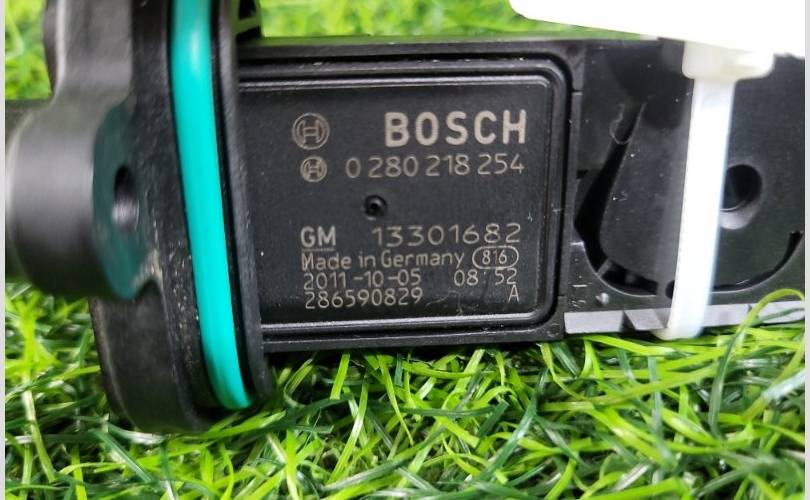 BOSCH
0 280 218 254
GM 13301682
Made in Germany 816
2011-10-05 08:52
286590829 A